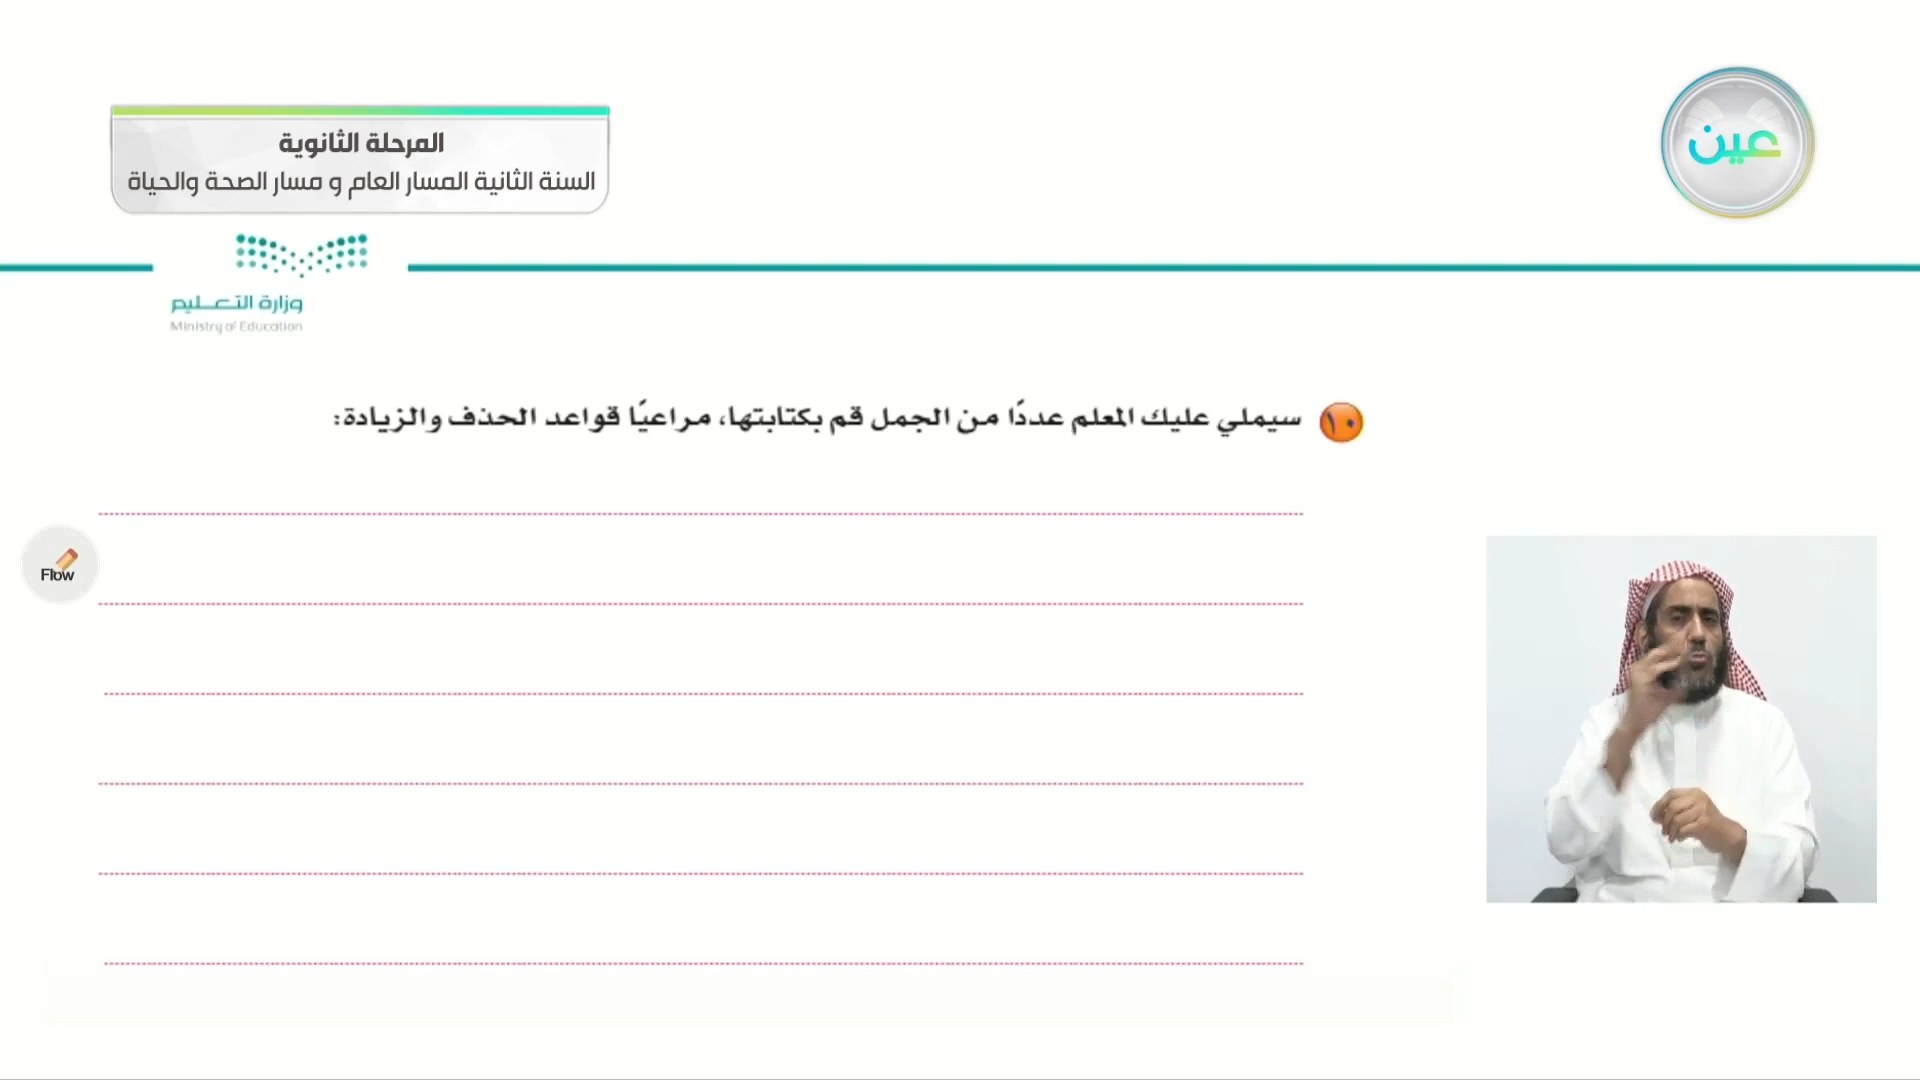 المرحلة الثانوية
السنة الثانية المسار العام و مسار الصحة والحياة
عين
وزارة التعـــليم
Ministry of Education
١٠ سيملي عليك المعلم عددًا من الجمل قم بكتابتها، مراعيًا قواعد الحذف والزيادة:
Flow